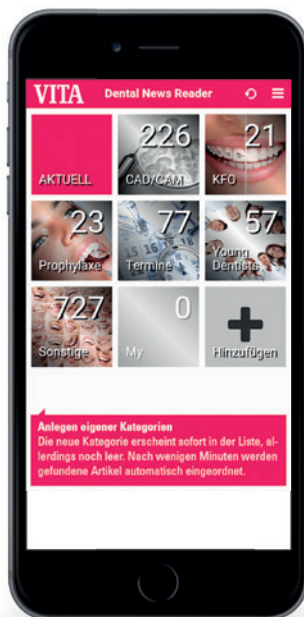 VITA Dental News Reader
226 21
AKTUELL CAD/CAM KFO
23 77 57
Prophylaxe Termine Young
Dentists
727 0
Sonstige My Hinzufügen
Anlegen eigener Kategorien
Die neue Kategorie erscheint sofort in der Liste, al-
lerdings noch leer. Nach wenigen Minuten werden
gefundene Artikel automatisch eingeordnet.